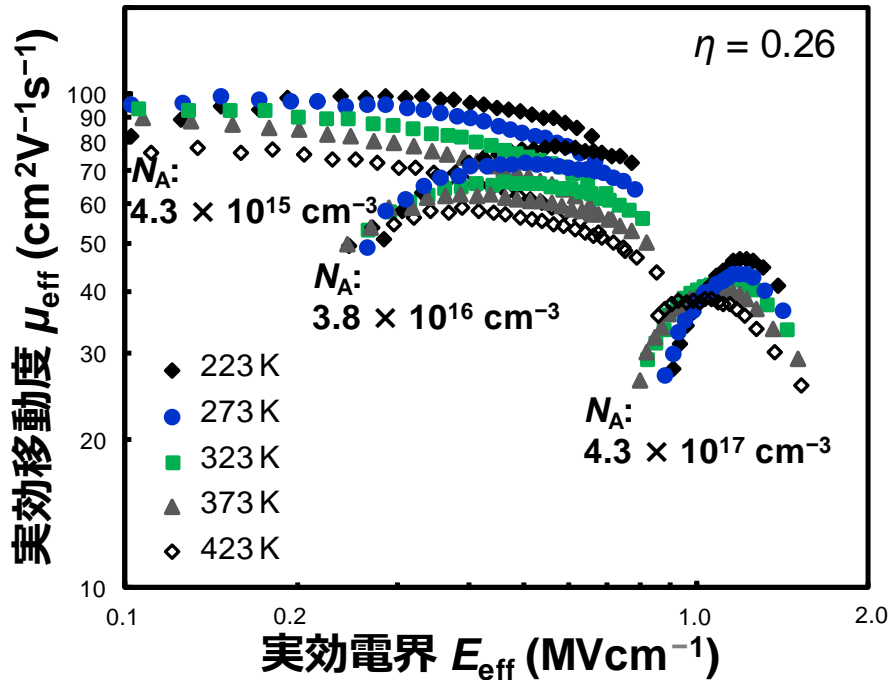 η = 0.26
実効移動度 μeff (cm²V⁻¹s⁻¹)
100
90
80
70
60
50
40
30
20
10
NA:
4.3 × 10¹⁵ cm⁻³
NA:
3.8 × 10¹⁶ cm⁻³
NA:
4.3 × 10¹⁷ cm⁻³
223 K
273 K
323 K
373 K
423 K
0.1
0.2
1.0
2.0
実効電界 Eeff (MVcm⁻¹)